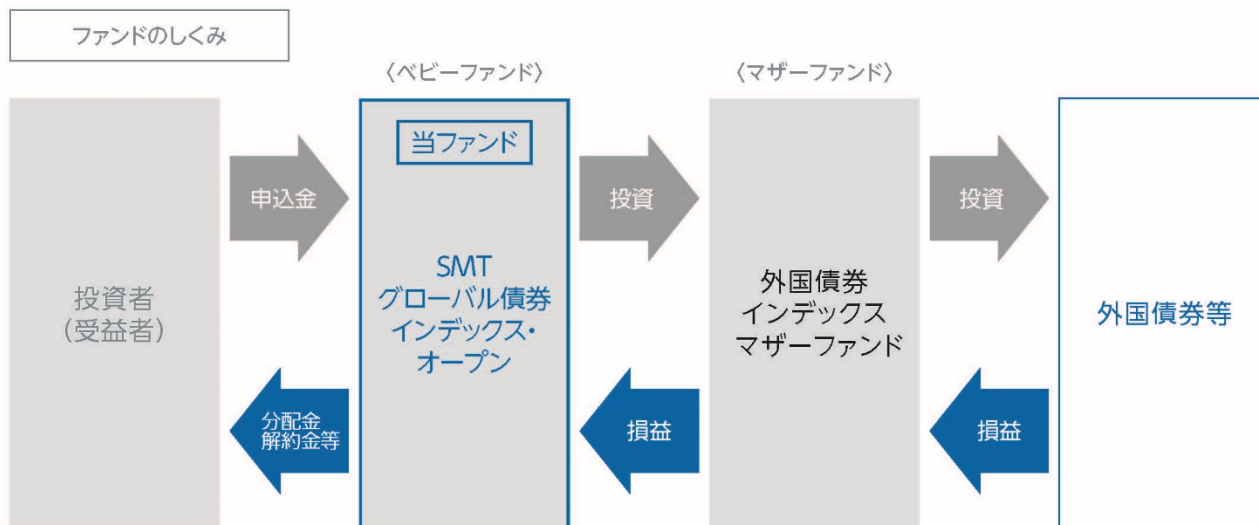 ファンドのしくみ
〈ベビーファンド〉
〈マザーファンド〉
投資者
（受益者）
申込金
分配金
解約金等
当ファンド
SMT
グローバル債券
インデックス・
オープン
投資
損益
外国債券
インデックス
マザーファンド
投資
損益
外国債券等